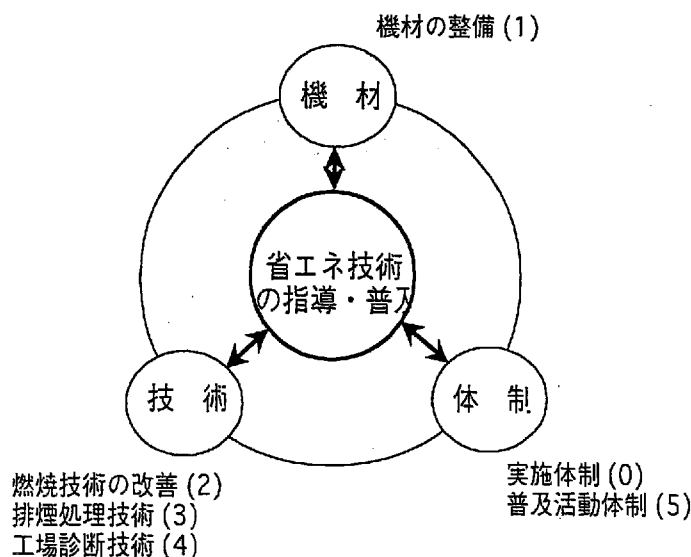 機材の整備 (1)
機 材
省エネ技術
の指導・普及
技 術
体 制
燃焼技術の改善 (2)
排煙処理技術 (3)
工場診断技術 (4)
実施体制 (0)
普及活動体制 (5)